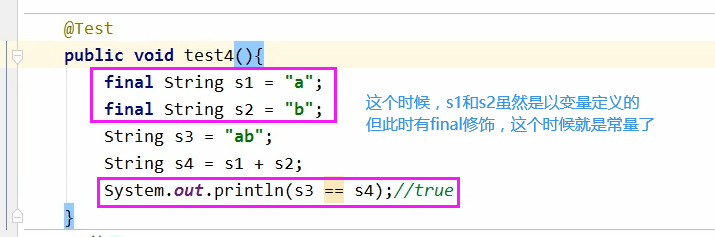 @Test
public void test4(){
final String s1 = "a";
final String s2 = "b";
这个时候，s1和s2虽然是以变量定义的
但此时有final修饰，这个时候就是常量了
String s3 = "ab";
String s4 = s1 + s2;
System.out.println(s3 == s4);//true
}